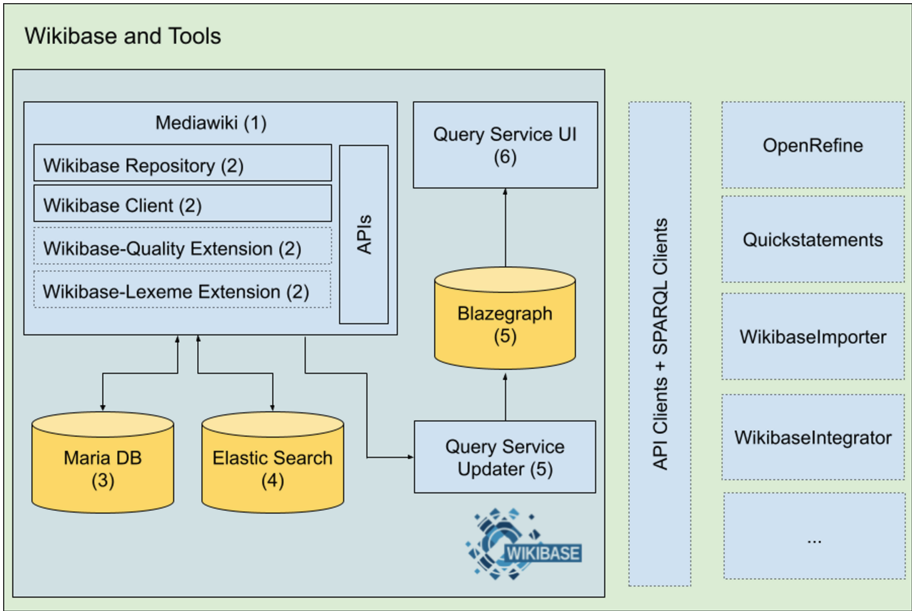 Wikibase and Tools
Mediawiki (1)
Wikibase Repository (2)
Wikibase Client (2)
Wikibase-Quality Extension (2)
Wikibase-Lexeme Extension (2)
APIs
Maria DB
(3)
Elastic Search
(4)
Query Service UI
(6)
Blazegraph
(5)
Query Service
Updater (5)
WIKIBASE
API Clients + SPARQL Clients
OpenRefine
Quickstatements
WikibaseImporter
WikibaseIntegrator
...